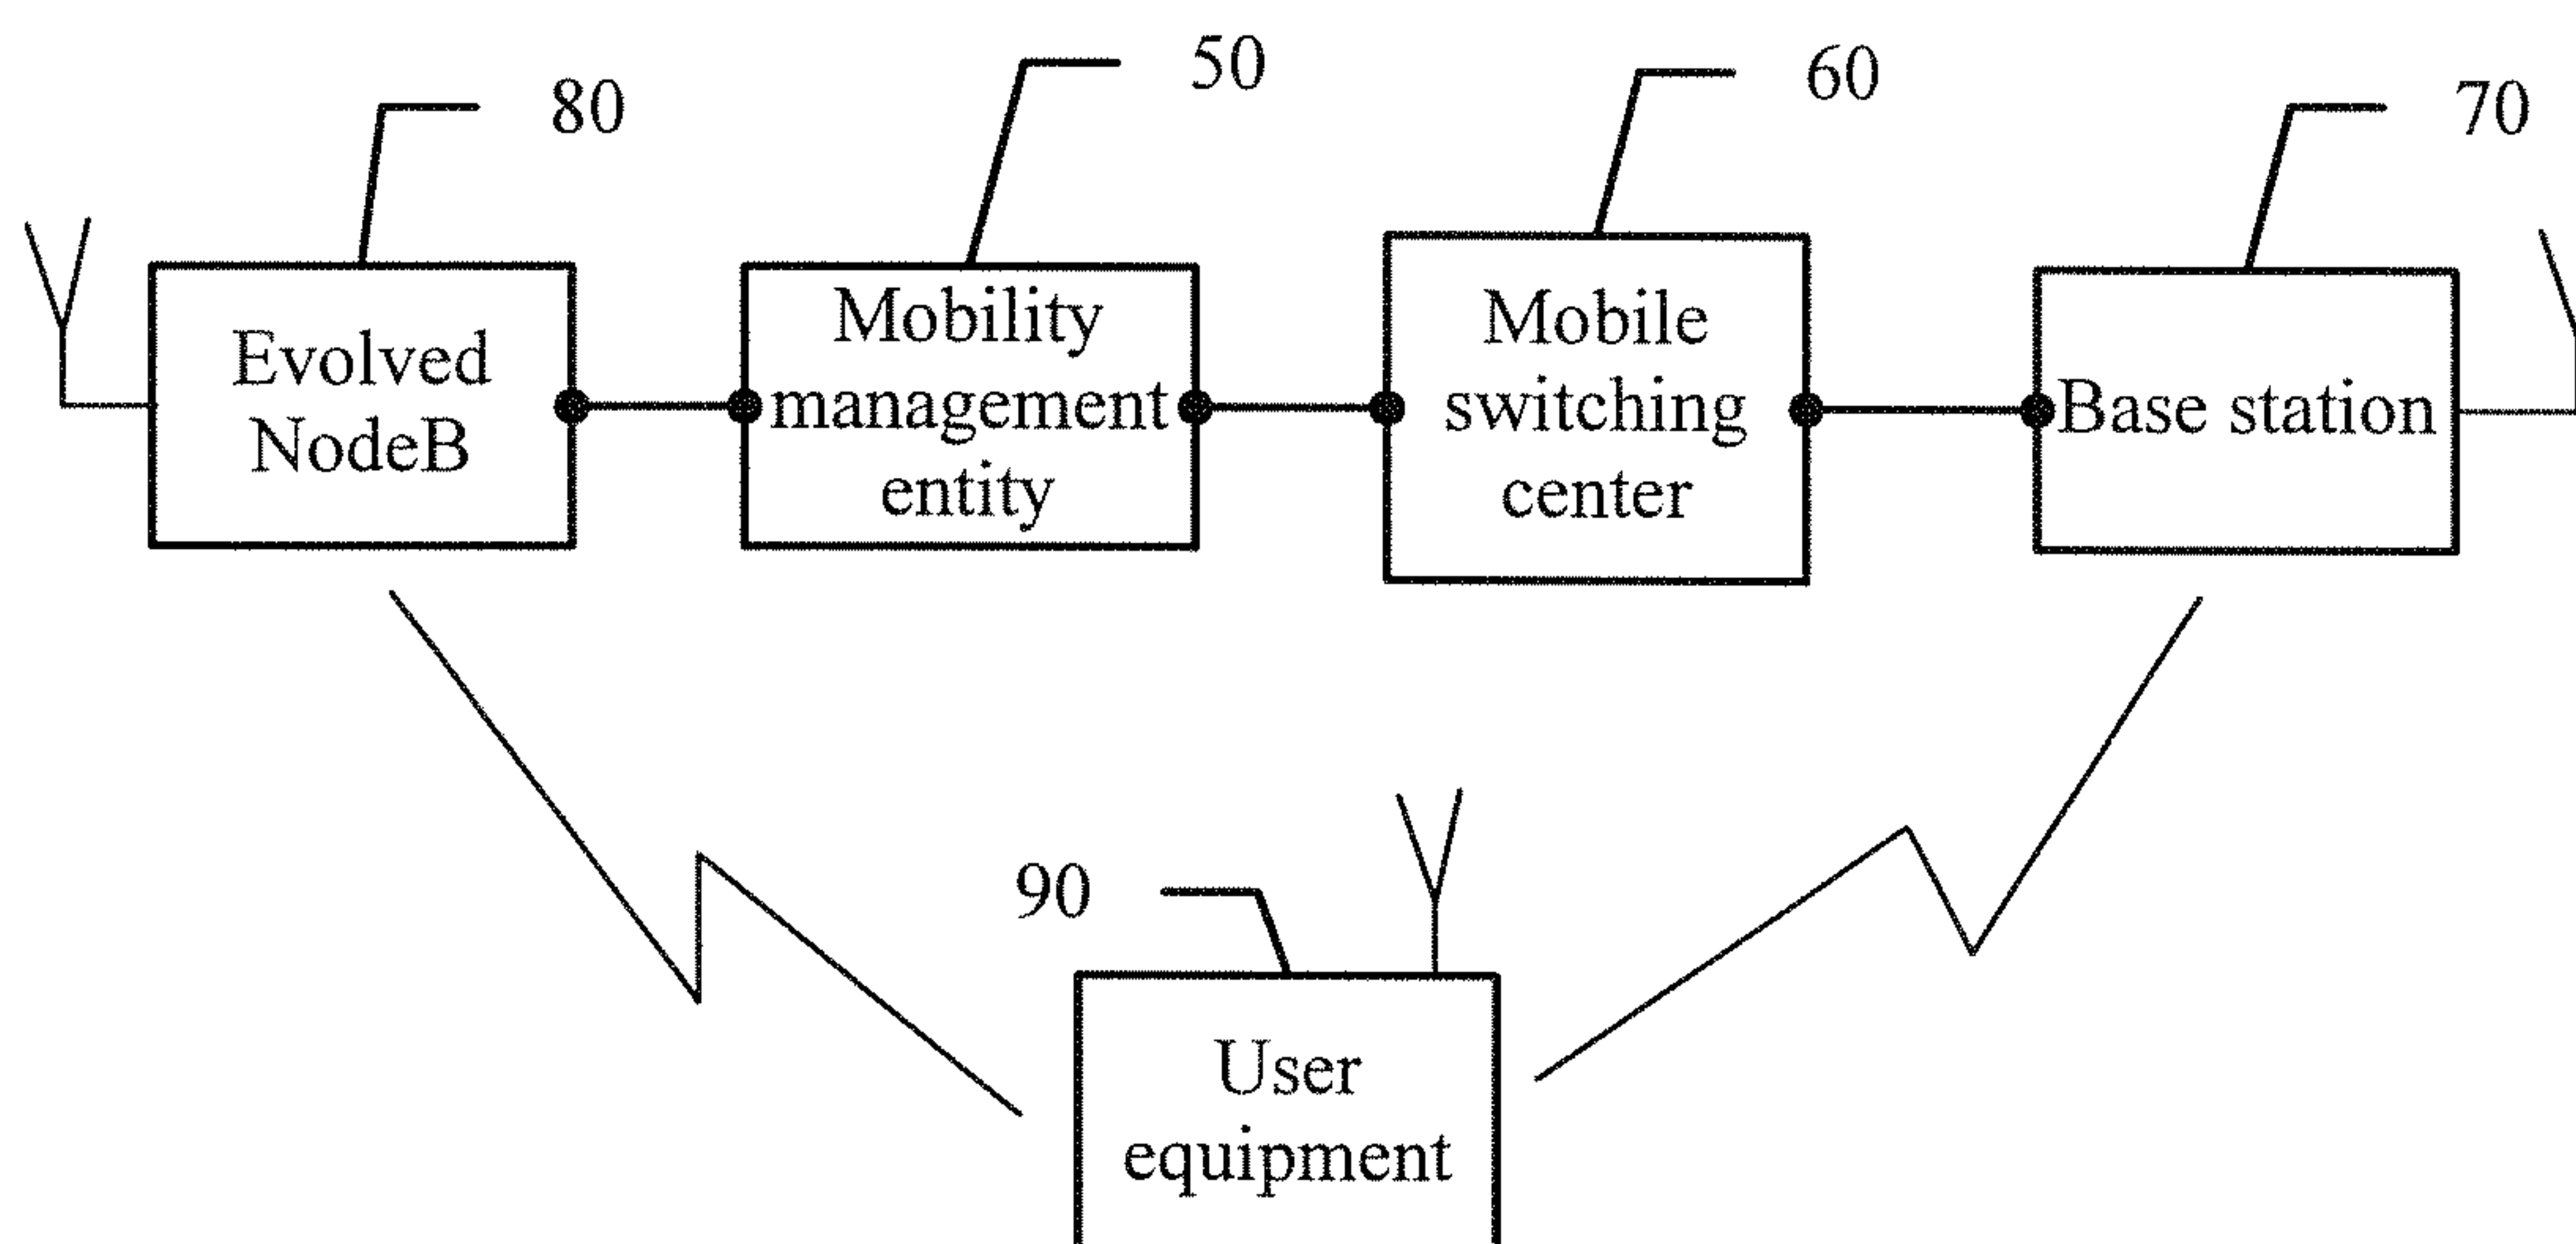 80
50
60
70
Evolved
NodeB
Mobility
management
entity
Mobile
switching
center
Base station
90
User
equipment